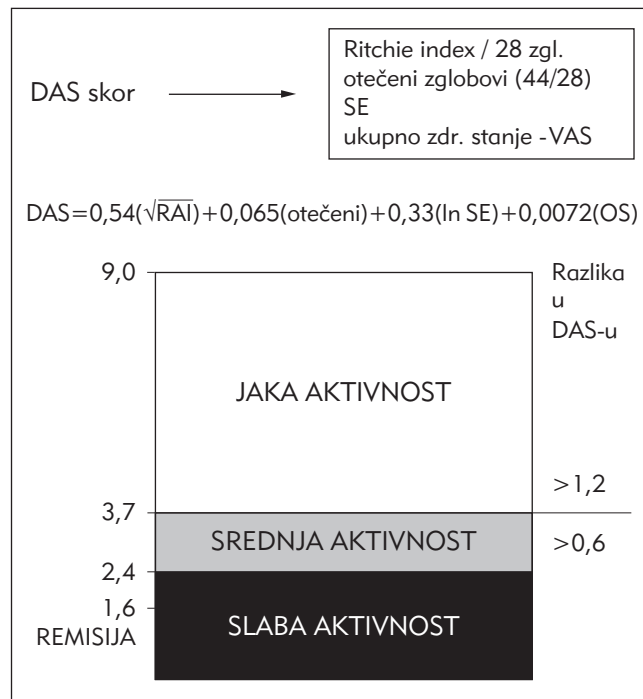 Ritchie index / 28 zgl.
otečeni zglobovi (44/28)
DAS skor
SE
ukupno zdr. stanje -VAS
DAS=0,54(√RAI)+0,065(otečeni)+0,33(ln SE)+0,0072(OS)
9,0
Razlika
u
DAS-u
JAKA AKTIVNOST
>1,2
3,7
SREDNJA AKTIVNOST
>0,6
2,4
1,6
REMISIJA
SLABA AKTIVNOST